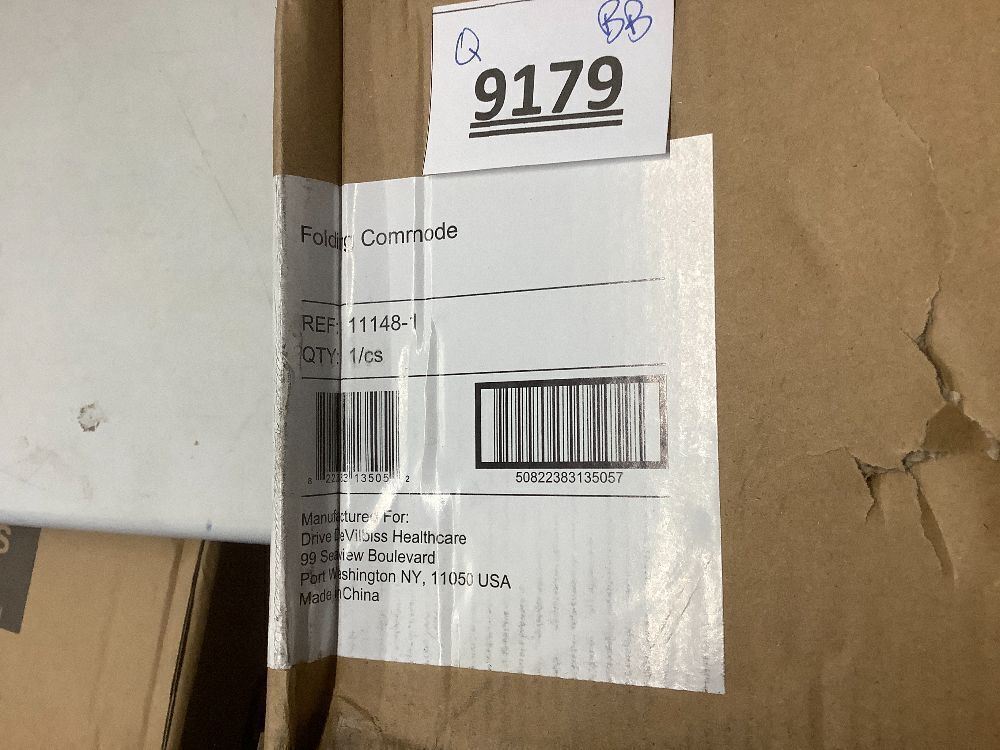 Q BB
9179
Folding Commode
REF: 11148-1
QTY: 1/cs
50822383135057
Manufactured For:
Drive DeVilbiss Healthcare
99 Seaview Boulevard
Port Washington NY, 11050 USA
Made in China
S